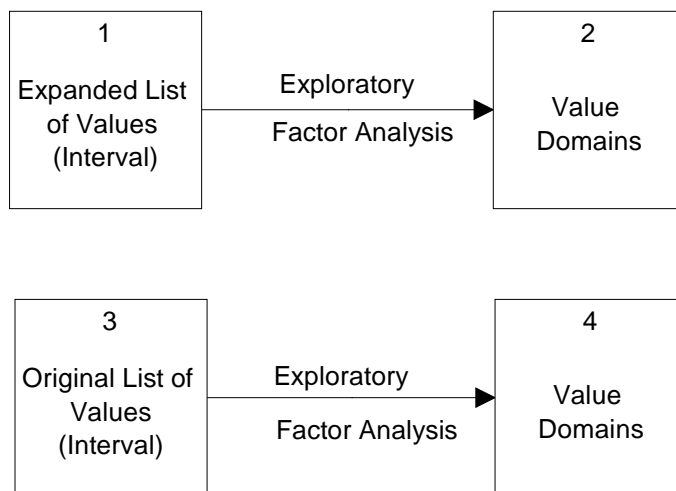 1
Expanded List
of Values
(Interval)
Exploratory
Factor Analysis
2
Value
Domains
3
Original List of
Values
(Interval)
Exploratory
Factor Analysis
4
Value
Domains